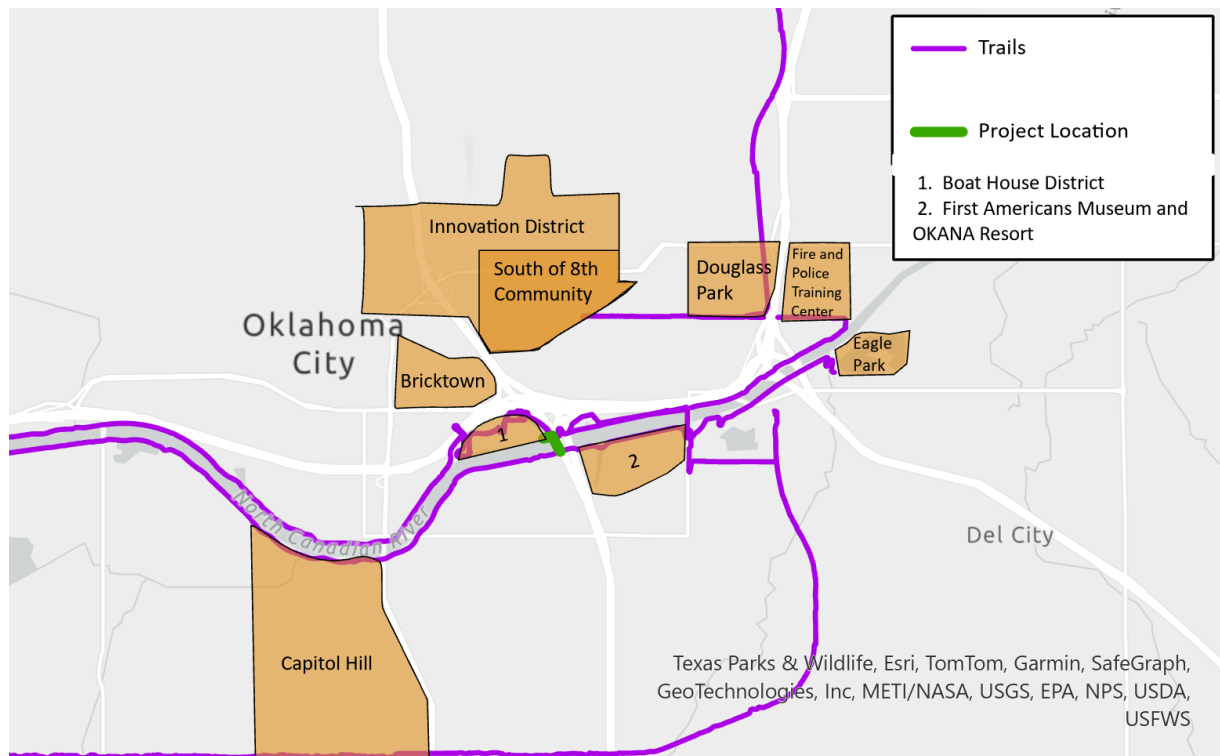 Trails
Project Location
1. Boat House District
2. First Americans Museum and
OKANA Resort
Innovation District
South of 8th
Community
Douglass
Park
Fire and
Police
Training
Center
Oklahoma
City
Eagle
Park
Bricktown
1
2
North Canadian River
Del City
Capitol Hill
Texas Parks & Wildlife, Esri, TomTom, Garmin, SafeGraph,
GeoTechnologies, Inc, METI/NASA, USGS, EPA, NPS, USDA,
USFWS